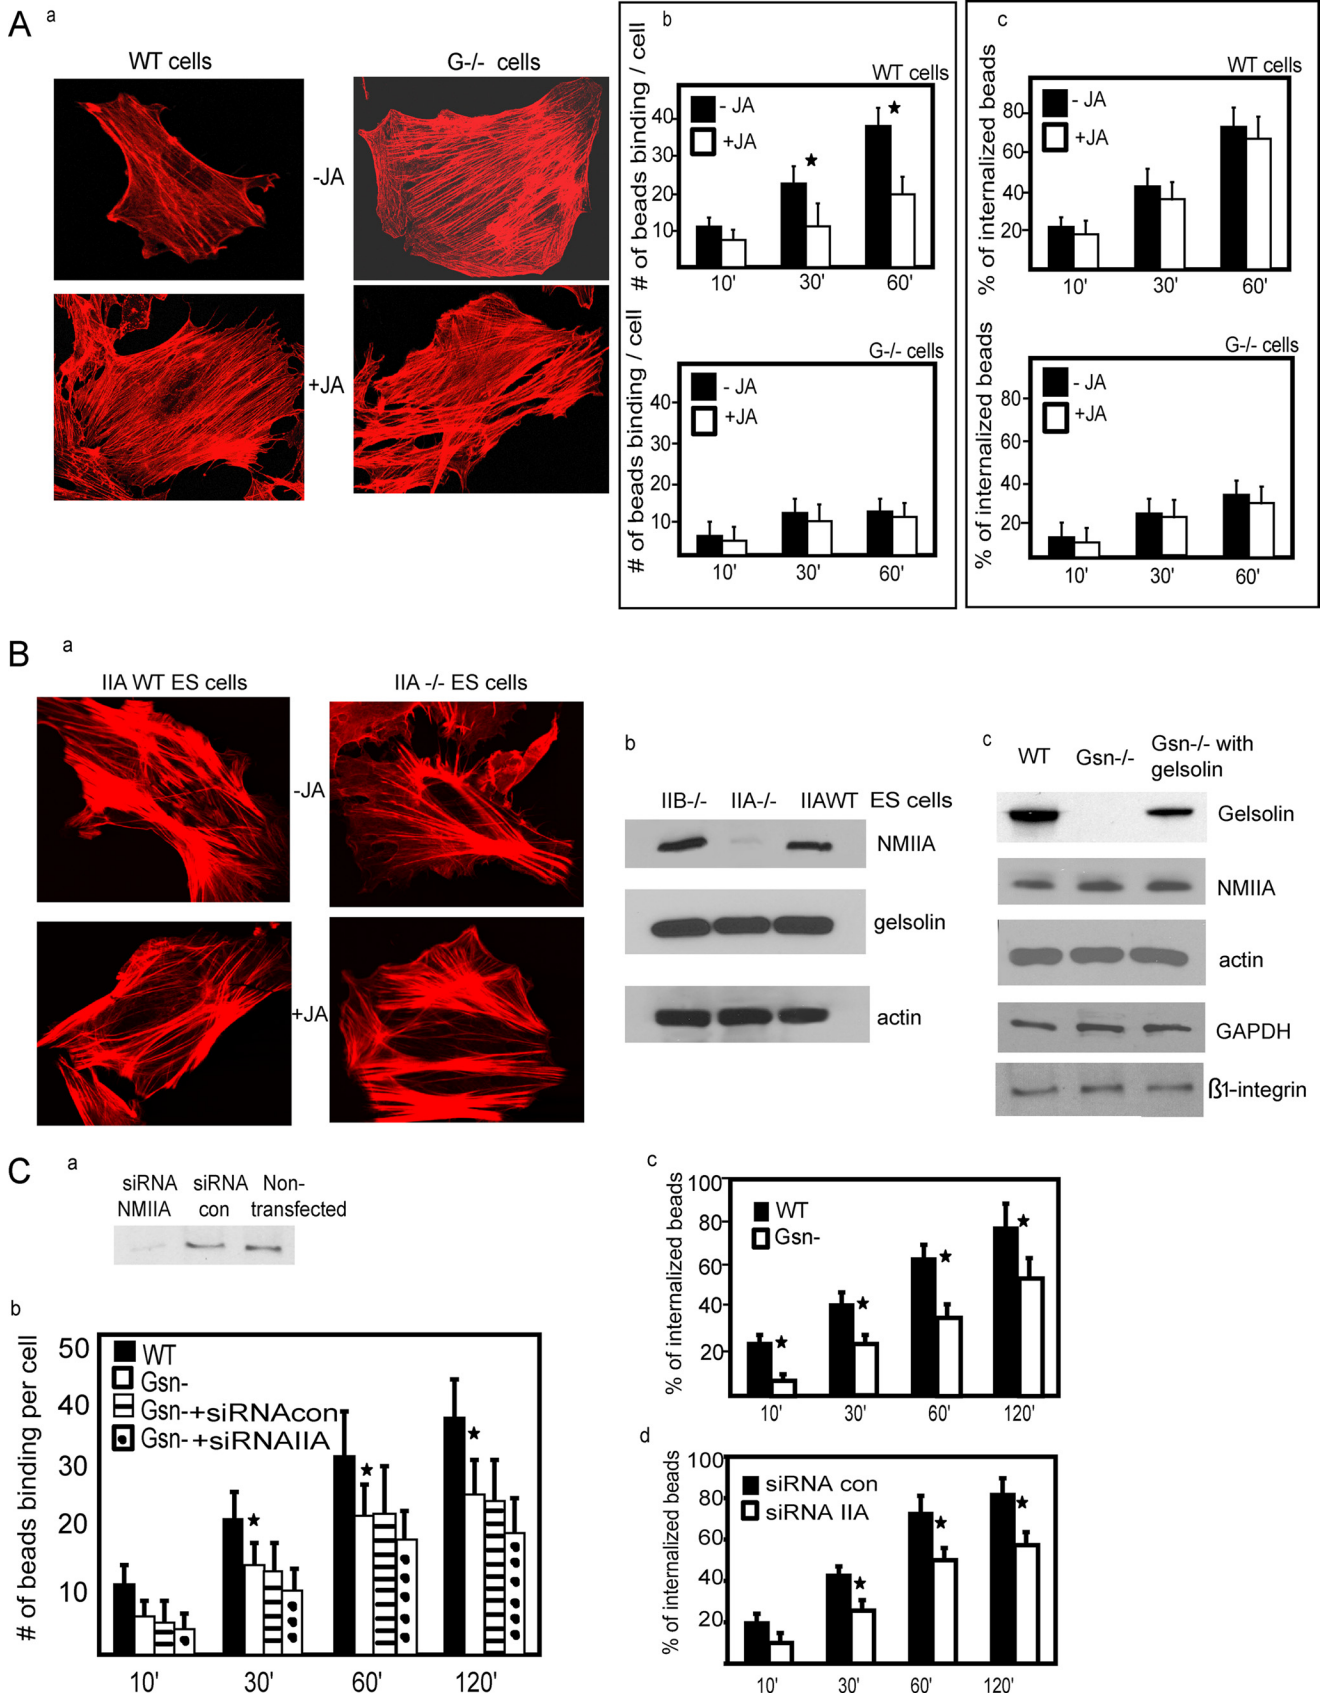 A
a
WT cells
G-/- cells
-JA
+JA
b
# of beads binding / cell
WT cells
- JA
+JA
40
30
20
10
10'
30'
60'
# of beads binding / cell
G-/- cells
- JA
+JA
40
30
20
10
10'
30'
60'
c
% of internalized beads
WT cells
- JA
+JA
80
60
40
20
10'
30'
60'
% of internalized beads
G-/- cells
- JA
+JA
80
60
40
20
10'
30'
60'
B
a
IIA WT ES cells
IIA -/- ES cells
-JA
+JA
b
IIB-/- IIA-/- IIAWT ES cells
NMIIA
gelsolin
actin
c
WT
Gsn-/-
Gsn-/- with
gelsolin
Gelsolin
NMIIA
actin
GAPDH
ß1-integrin
C
a
siRNA siRNA Non-
NMIIA con transfected
b
# of beads binding per cell
50
40
30
20
10
WT
Gsn-
Gsn-+siRNAcon
Gsn-+siRNAIIA
10'
30'
60'
120'
c
% of internalized beads
100
80
60
40
20
WT
Gsn-
10'
30'
60'
120'
d
% of internalized beads
100
80
60
40
20
siRNA con
siRNA IIA
10'
30'
60'
120'